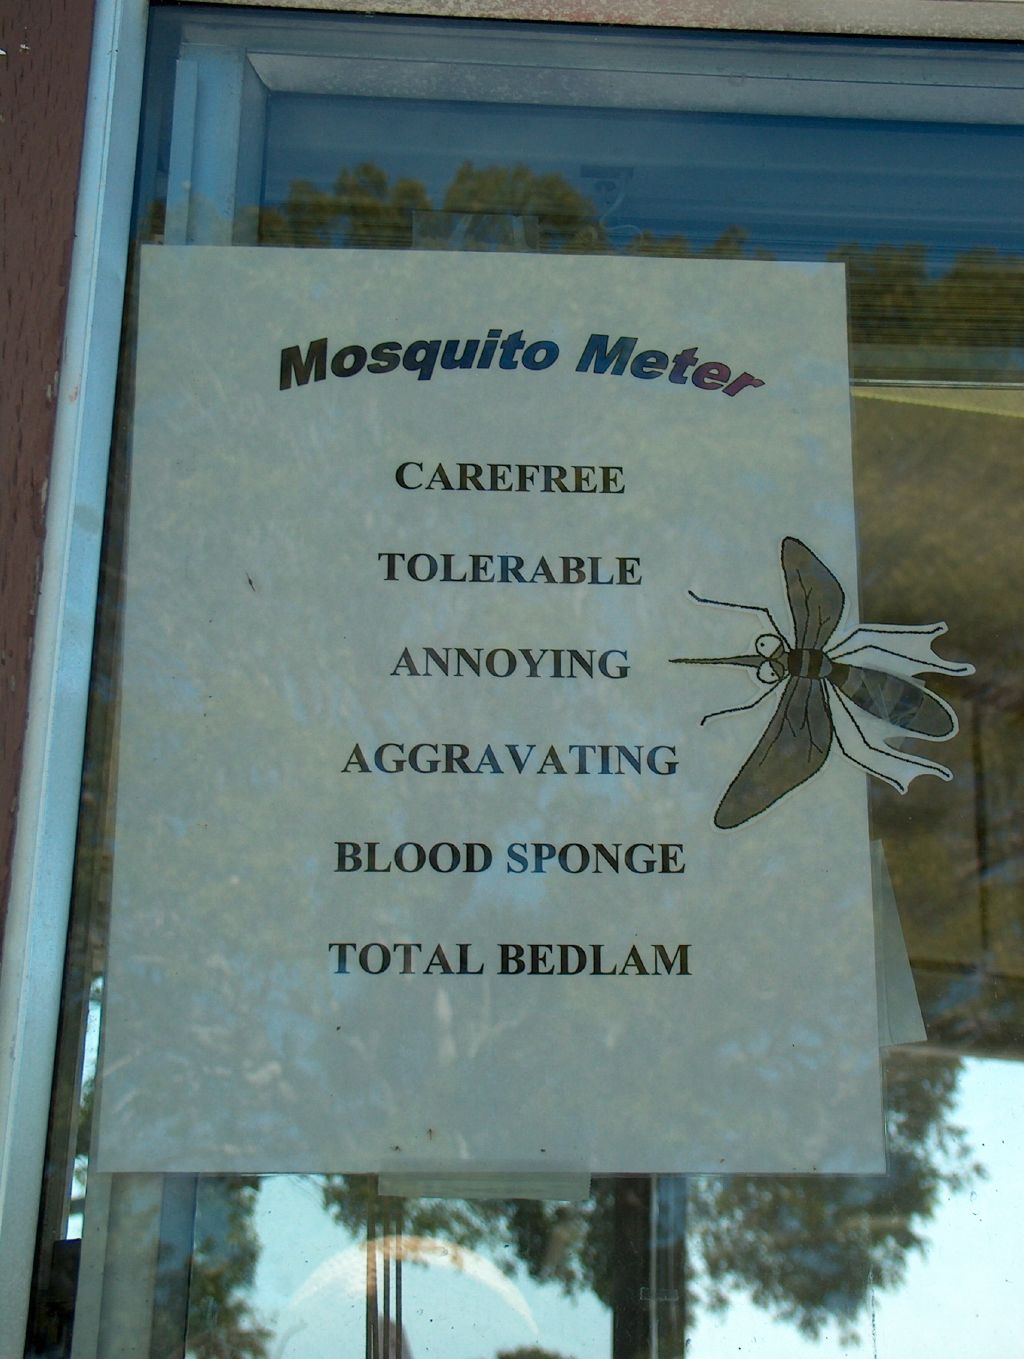 Mosquito Meter
CAREFREE
TOLERABLE
ANNOYING
AGGRAVATING
BLOOD SPONGE
TOTAL BEDLAM